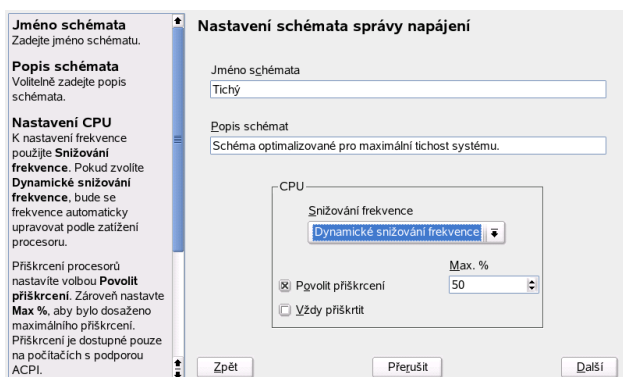 Jméno schémata
Zadejte jméno schématu.
Popis schémata
Volitelně zadejte popis
schémata.
Nastavení CPU
K nastavení frekvence
použijte Snižování
frekvence. Pokud zvolíte
Dynamické snižování
frekvence, bude se
frekvence automaticky
upravovat podle zatížení
procesoru.
Přiškrcení procesorů
nastavíte volbou Povolit
přiškrcení. Zároveň nastavte
Max %, aby bylo dosaženo
maximálního přiškrcení.
Přiškrcení je dostupné pouze
na počítačích s podporou
ACPI.
Nastavení schémata správy napájení
Jméno schémata
Tichý
Popis schémat
Schéma optimalizované pro maximální tichost systému.
CPU
Snižování frekvence
Dynamické snižování frekvence
Max. %
Povolit přiškrcení
50
Vždy přiškrtit
Zpět
Přerušit
Další